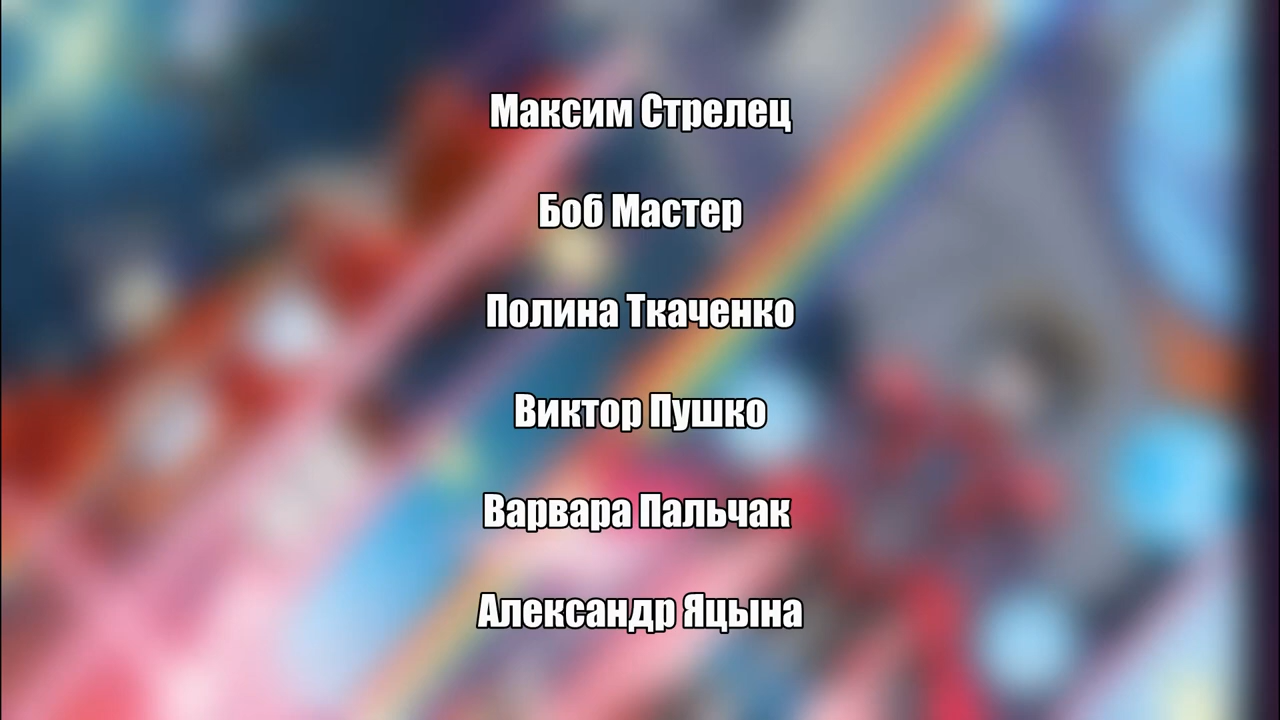 Максим Стрелец
Боб Мастер
Полина Ткаченко
Виктор Пушко
Варвара Пальчак
Александр Яцына